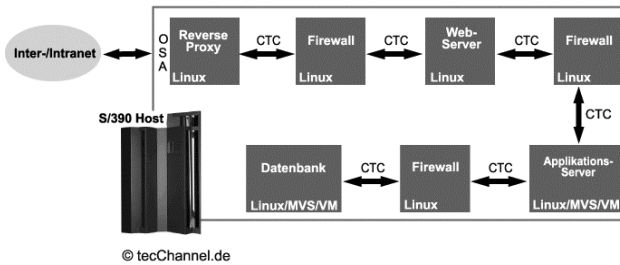 Inter-/Intranet
OSA
Reverse
Proxy
Linux
CTC
Firewall
Linux
CTC
Web-
Server
Linux
CTC
Firewall
Linux
CTC
S/390 Host
Datenbank
Linux/MVS/VM
CTC
Firewall
Linux
CTC
Applikations-
Server
Linux/MVS/VM
© tecChannel.de